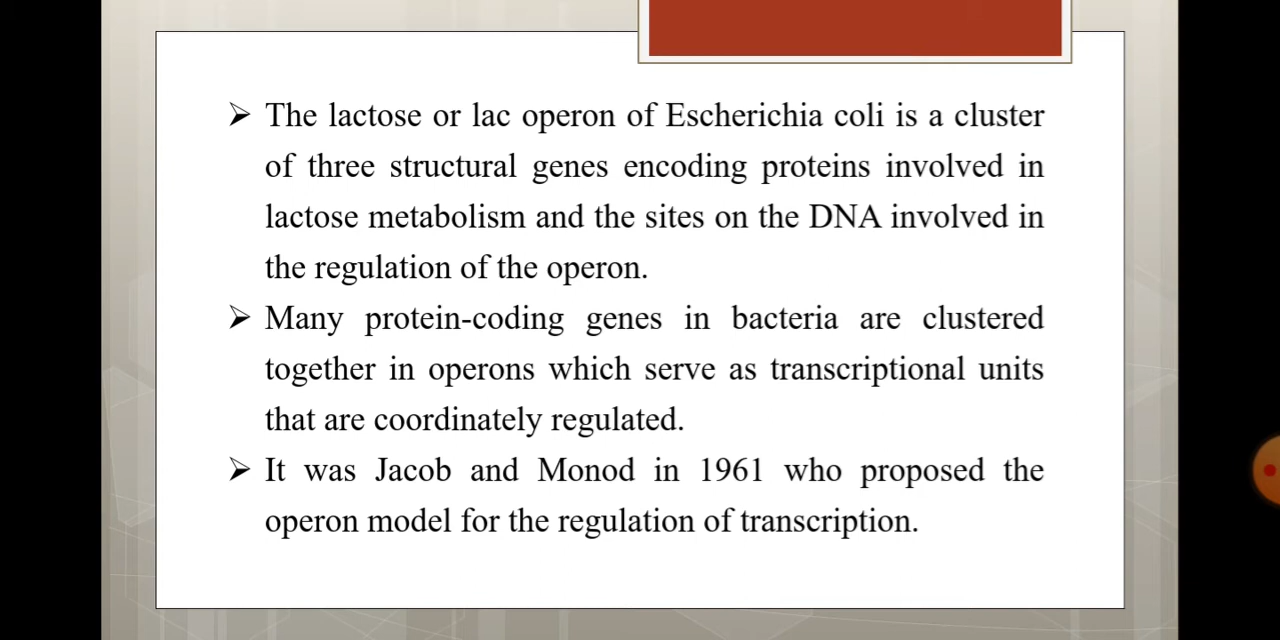 ➢ The lactose or lac operon of Escherichia coli is a cluster
of three structural genes encoding proteins involved in
lactose metabolism and the sites on the DNA involved in
the regulation of the operon.
➢ Many protein-coding genes in bacteria are clustered
together in operons which serve as transcriptional units
that are coordinately regulated.
➢ It was Jacob and Monod in 1961 who proposed the
operon model for the regulation of transcription.